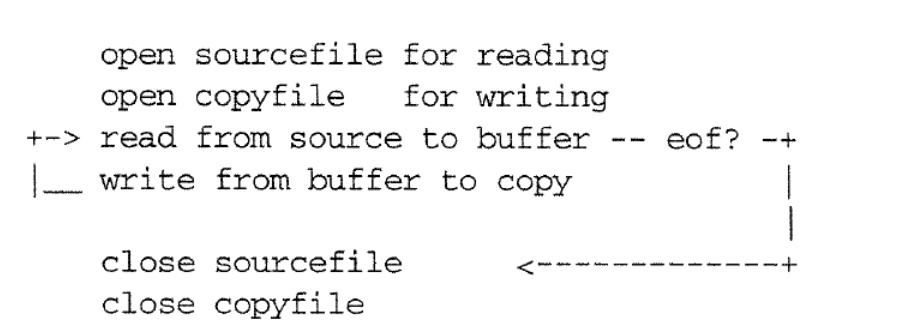 open sourcefile for reading
open copyfile   for writing
+-> read from source to buffer -- eof? -+
|__ write from buffer to copy           |
                                        |
close sourcefile          <-------------+
close copyfile